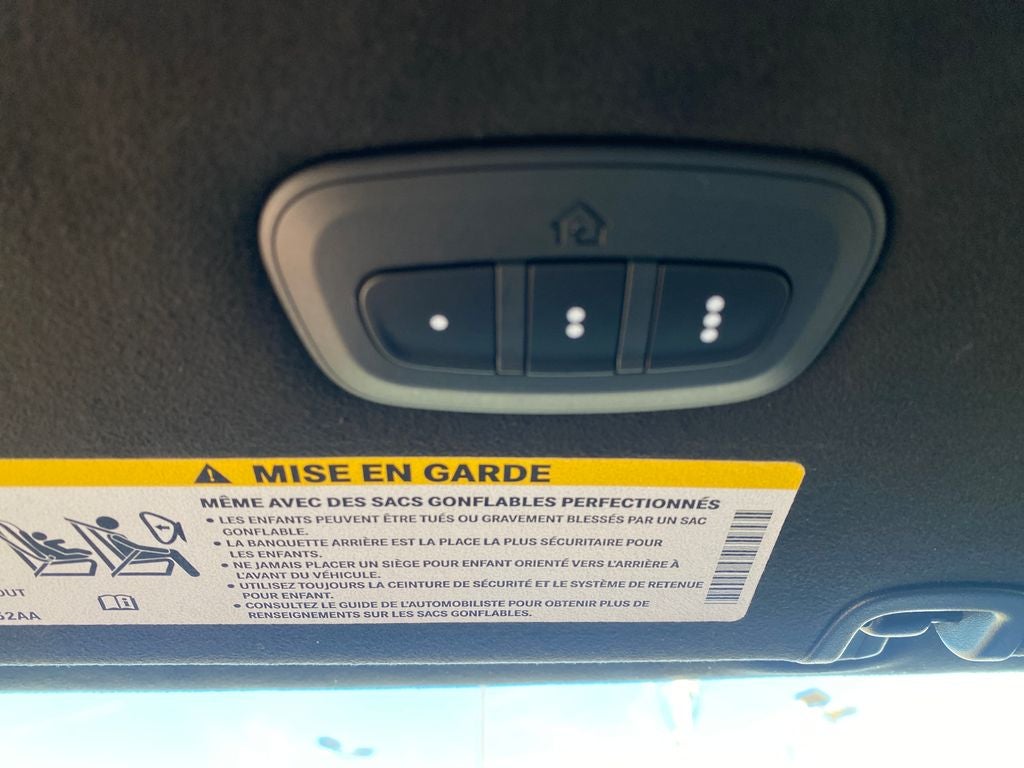 MISE EN GARDE
MÊME AVEC DES SACS GONFLABLES PERFECTIONNÉS
• LES ENFANTS PEUVENT ÊTRE TUÉS OU GRAVEMENT BLESSÉS PAR UN SAC
GONFLABLE.
• LA BANQUETTE ARRIÈRE EST LA PLACE LA PLUS SÉCURITAIRE POUR
LES ENFANTS.
• NE JAMAIS PLACER UN SIÈGE POUR ENFANT ORIENTÉ VERS L'ARRIÈRE À
L'AVANT DU VÉHICULE.
• UTILISEZ TOUJOURS LA CEINTURE DE SÉCURITÉ ET LE SYSTÈME DE RETENUE
POUR ENFANT.
• CONSULTEZ LE GUIDE DE L'AUTOMOBILISTE POUR OBTENIR PLUS DE
RENSEIGNEMENTS SUR LES SACS GONFLABLES.
OUT
62AA